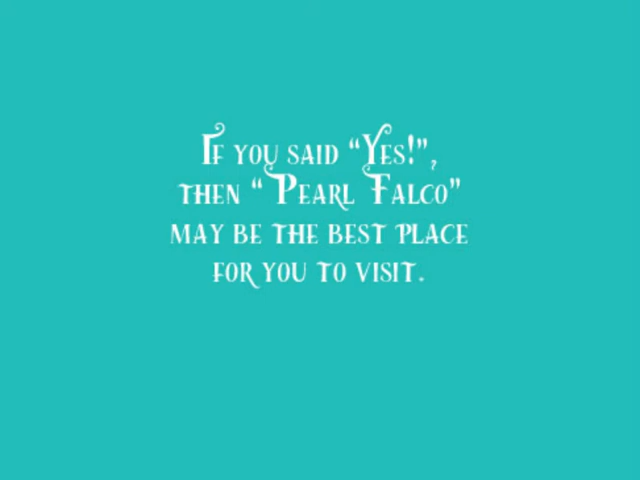 If you said “Yes!”,
then “ Pearl Falco”
may be the best place
for you to visit.